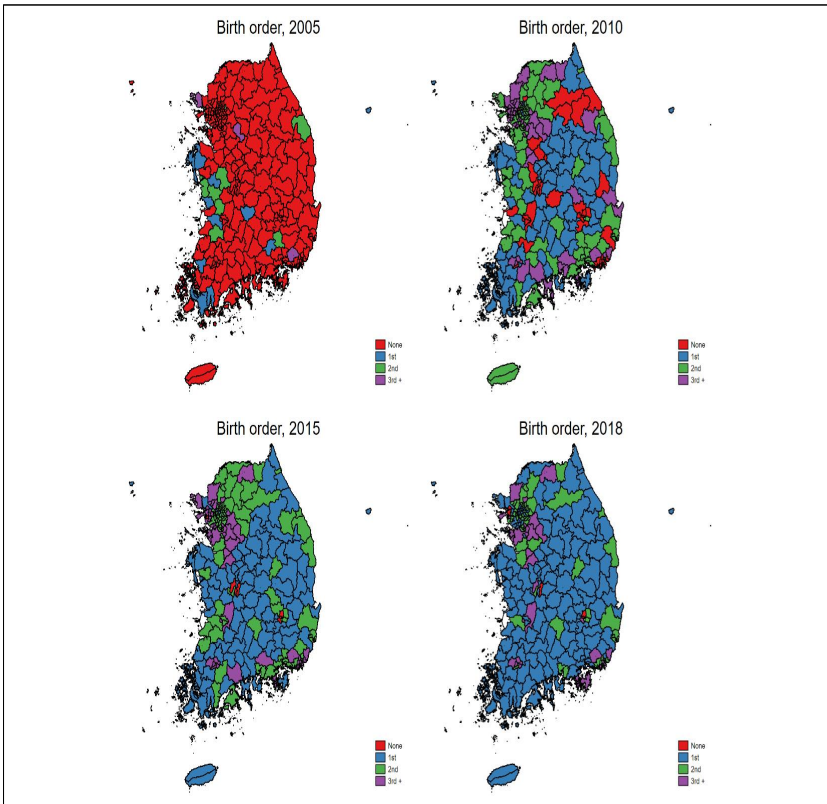 Birth order, 2005
Birth order, 2010
None
1st
2nd
3rd +
None
1st
2nd
3rd +
Birth order, 2015
Birth order, 2018
None
1st
2nd
3rd +
None
1st
2nd
3rd +